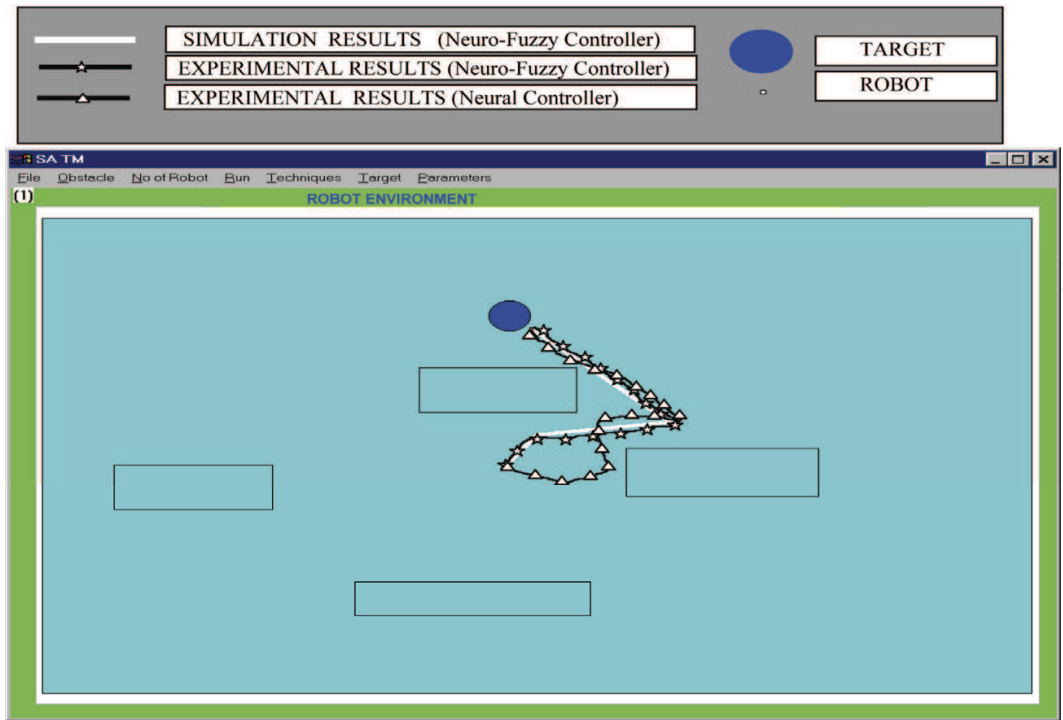 SIMULATION RESULTS (Neuro-Fuzzy Controller)
EXPERIMENTAL RESULTS (Neuro-Fuzzy Controller)
EXPERIMENTAL RESULTS (Neural Controller)
TARGET
ROBOT
SA TM
File Obstacle No of Robot Run Techniques Target Parameters
(1)
ROBOT ENVIRONMENT